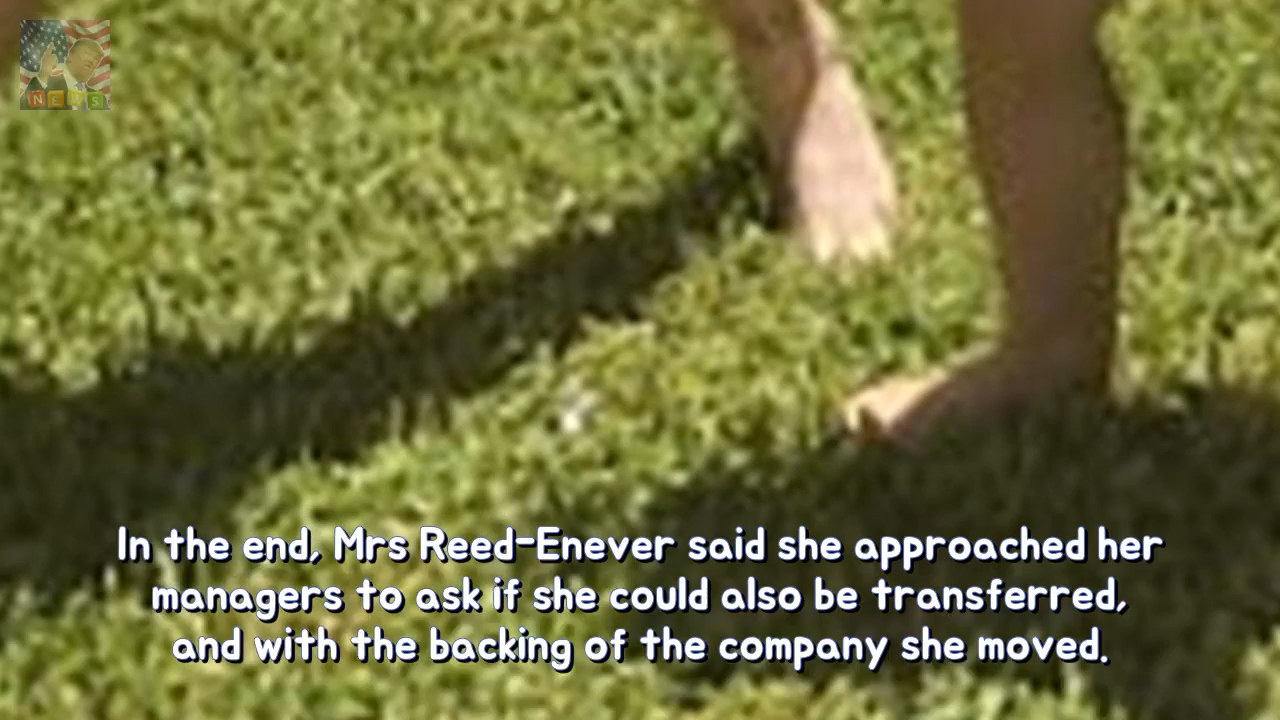 NEWS
In the end, Mrs Reed-Enever said she approached her
managers to ask if she could also be transferred,
and with the backing of the company she moved.